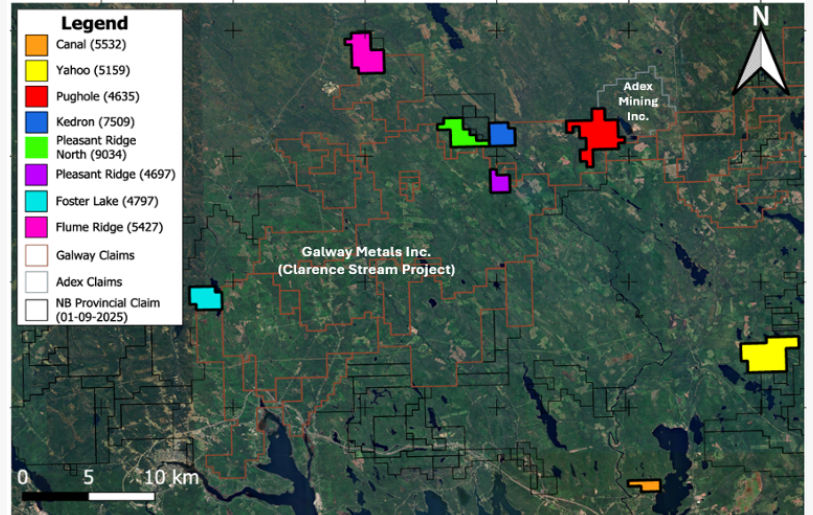 Legend
Canal (5532)
Yahoo (5159)
Pughole (4635)
Kedron (7509)
Pleasant Ridge
North (9034)
Pleasant Ridge (4697)
Foster Lake (4797)
Flume Ridge (5427)
Galway Claims
Adex Claims
NB Provincial Claim
(01-09-2025)
N
Adex
Mining
Inc.
Galway Metals Inc.
(Clarence Stream Project)
0 5 10 km